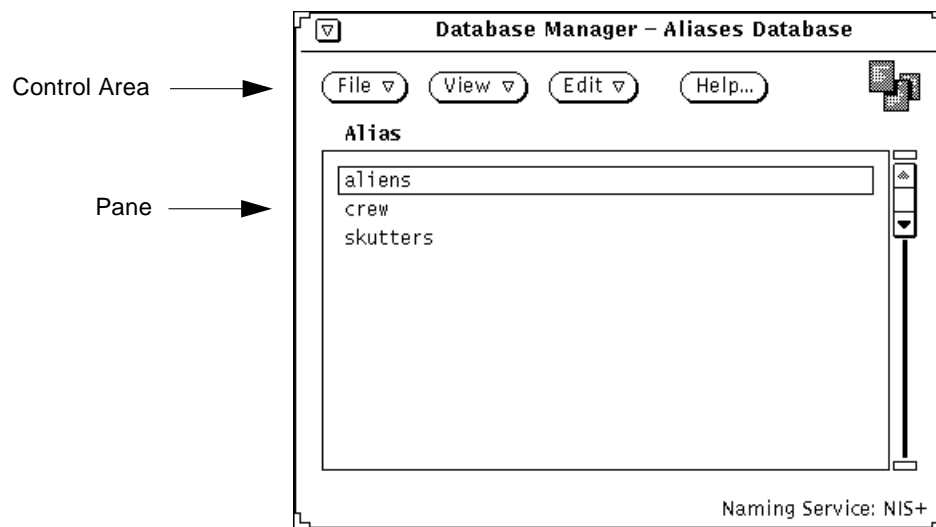 Database Manager – Aliases Database
Control Area
File View Edit Help...
Alias
aliens
Pane
crew
skutters
Naming Service: NIS+